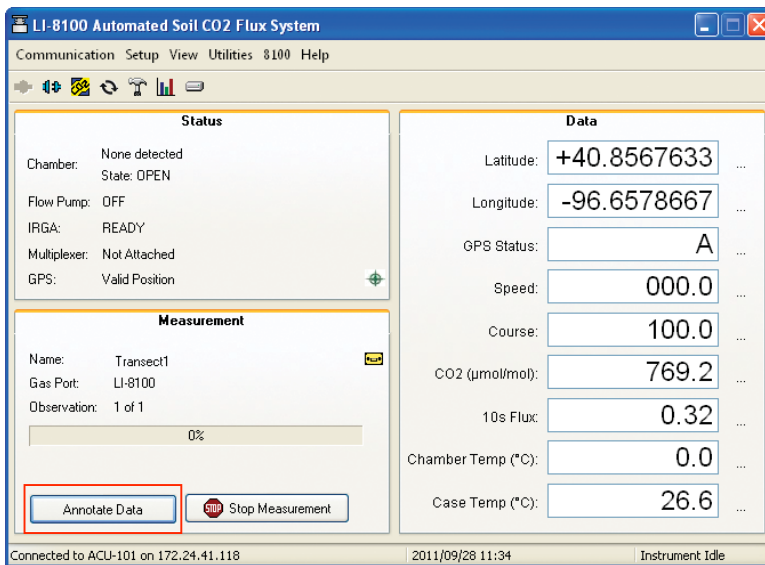 LI-8100 Automated Soil CO2 Flux System
Communication Setup View Utilities 8100 Help
Status
Chamber: None detected
State: OPEN
Flow Pump: OFF
IRGA: READY
Multiplexer: Not Attached
GPS: Valid Position
Measurement
Name: Transect1
Gas Port: LI-8100
Observation: 1 of 1
0%
Annotate Data
STOP Stop Measurement
Data
Latitude: +40.8567633 ...
Longitude: -96.6578667 ...
GPS Status: A ...
Speed: 000.0 ...
Course: 100.0 ...
CO2 (µmol/mol): 769.2 ...
10s Flux: 0.32 ...
Chamber Temp (°C): 0.0 ...
Case Temp (°C): 26.6 ...
Connected to ACU-101 on 172.24.41.118 2011/09/28 11:34 Instrument Idle